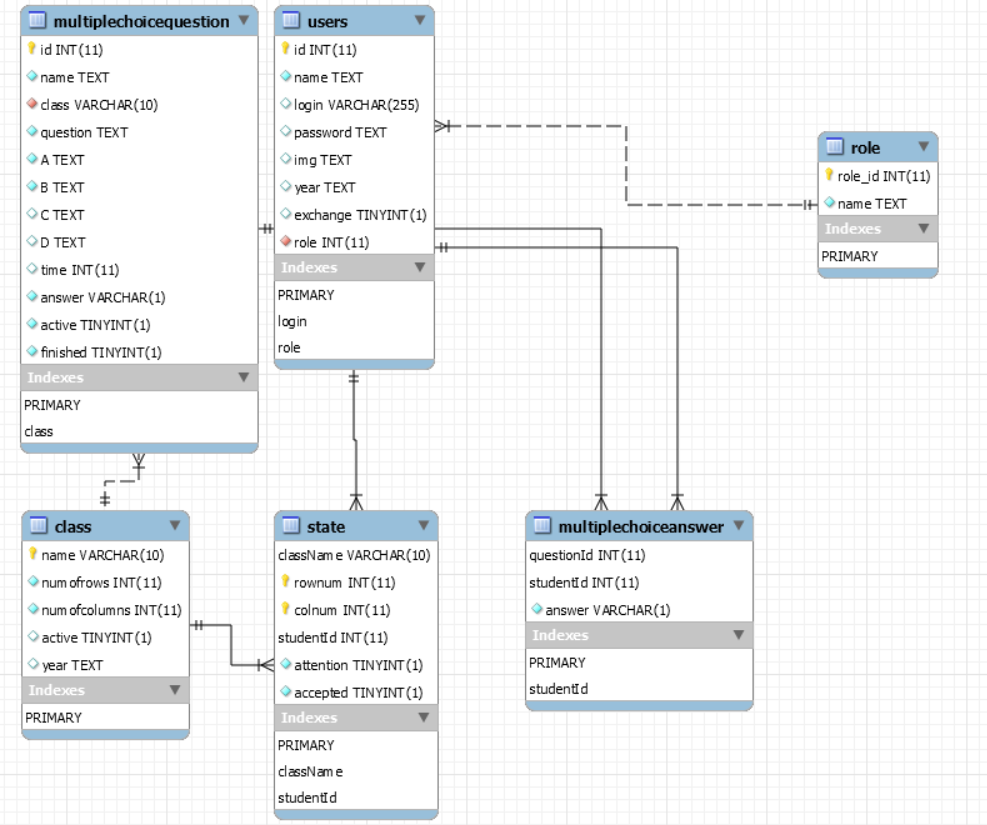 multiplechoicequestion
id INT(11)
name TEXT
class VARCHAR(10)
question TEXT
A TEXT
B TEXT
C TEXT
D TEXT
time INT(11)
answer VARCHAR(1)
active TINYINT(1)
finished TINYINT(1)
Indexes
PRIMARY
class
users
id INT(11)
name TEXT
login VARCHAR(255)
password TEXT
img TEXT
year TEXT
exchange TINYINT(1)
role INT(11)
Indexes
PRIMARY
login
role
role
role_id INT(11)
name TEXT
Indexes
PRIMARY
class
name VARCHAR(10)
numofrows INT(11)
numofcolumns INT(11)
active TINYINT(1)
year TEXT
Indexes
PRIMARY
state
className VARCHAR(10)
rownum INT(11)
colnum INT(11)
studentId INT(11)
attention TINYINT(1)
accepted TINYINT(1)
Indexes
PRIMARY
className
studentId
multiplechoiceanswer
questionId INT(11)
studentId INT(11)
answer VARCHAR(1)
Indexes
PRIMARY
studentId